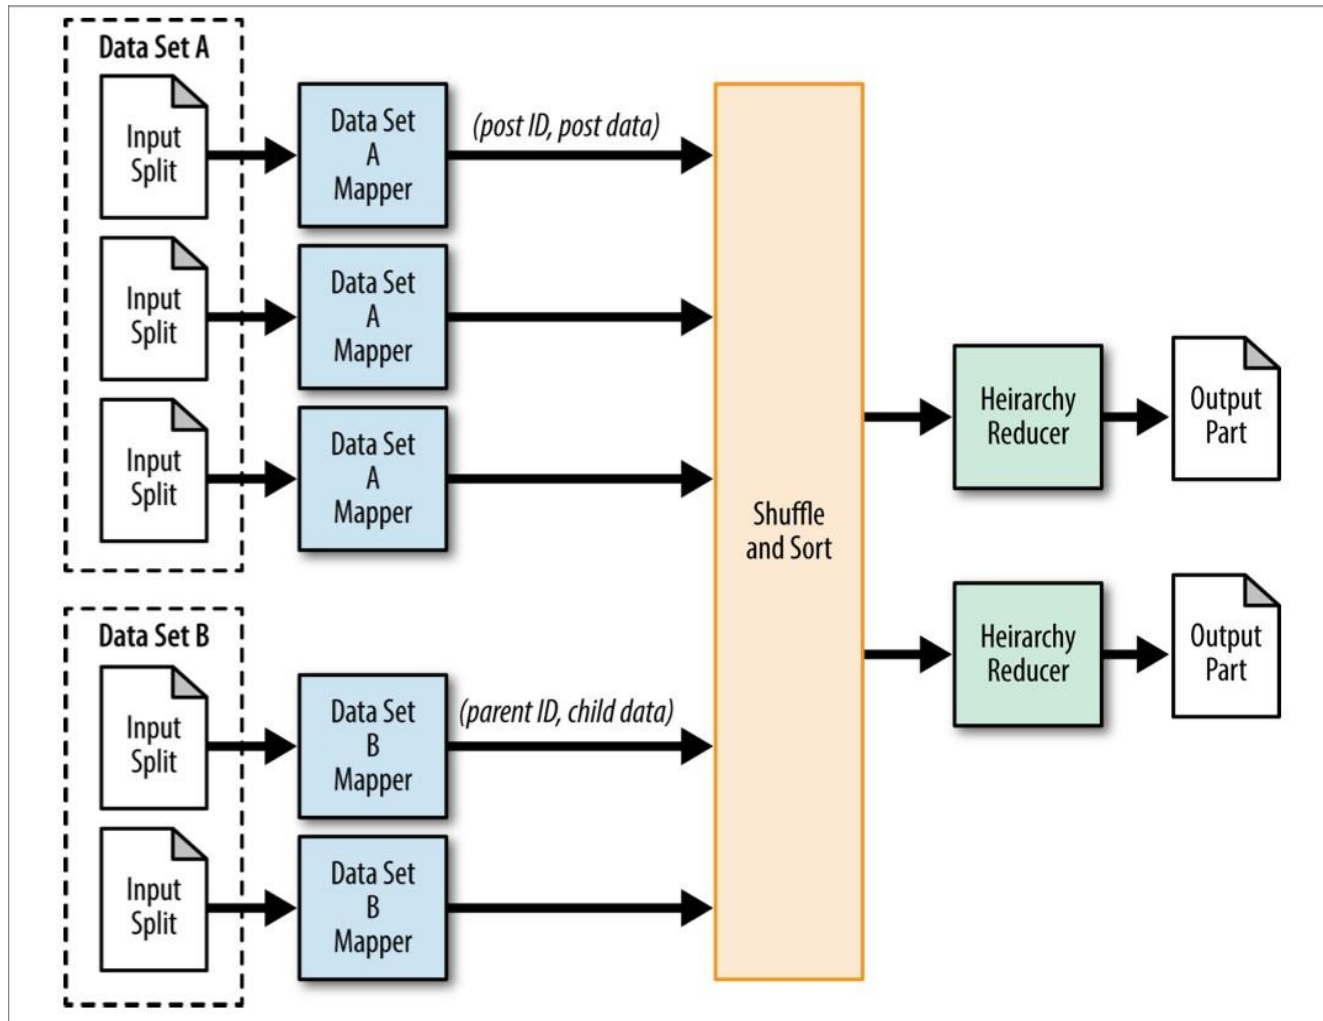 Data Set A
Input
Split
Data Set
A
Mapper
(post ID, post data)
Input
Split
Data Set
A
Mapper
Input
Split
Data Set
A
Mapper
Shuffle
and Sort
Heirarchy
Reducer
Output
Part
Heirarchy
Reducer
Output
Part
Data Set B
Input
Split
Data Set
B
Mapper
(parent ID, child data)
Input
Split
Data Set
B
Mapper